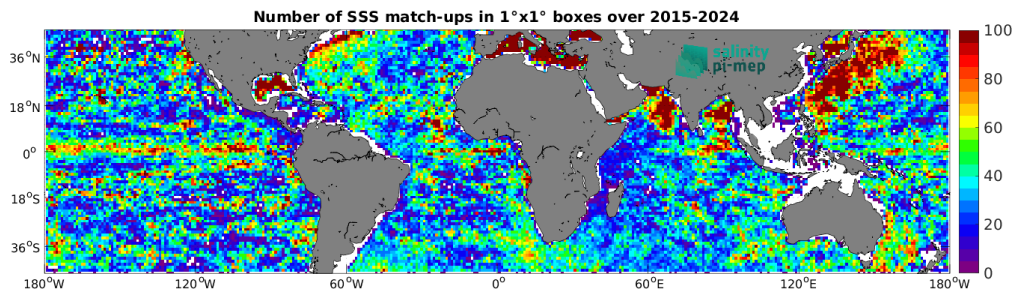 Number of SSS match-ups in 1°x1° boxes over 2015-2024
salinity
pi-mep
36°N
18°N
0°
18°S
36°S
180°W 120°W 60°W 0° 60°E 120°E 180°W
100
80
60
40
20
0